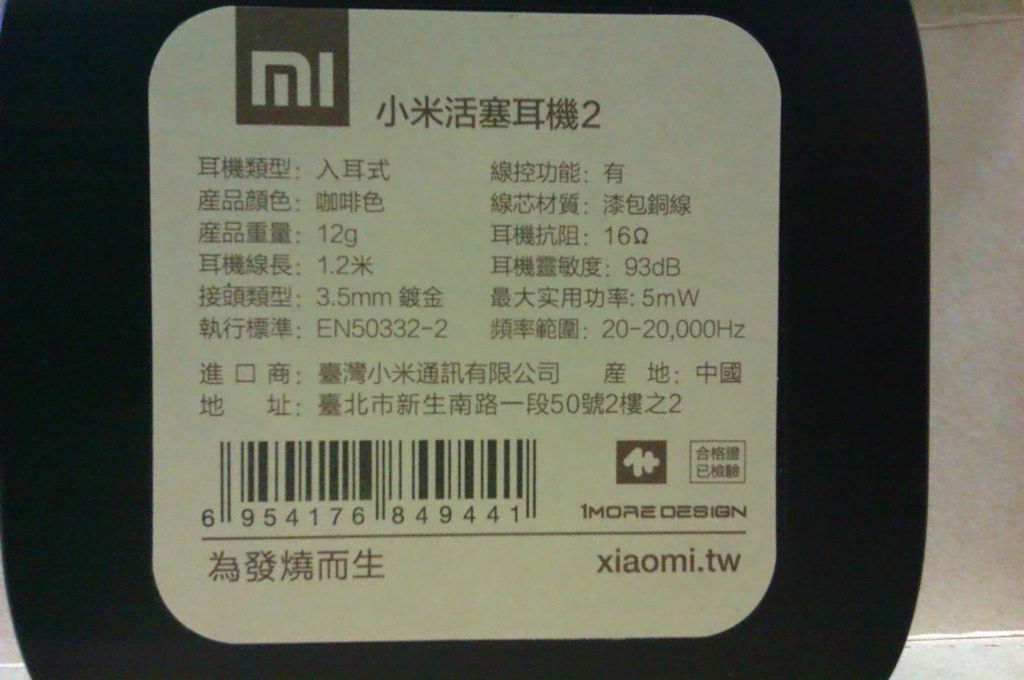 mi
小米活塞耳機2
耳機類型: 入耳式 線控功能: 有
産品顔色: 咖啡色 線芯材質: 漆包銅線
産品重量: 12g 耳機抗阻: 16Ω
耳機線長: 1.2米 耳機靈敏度: 93dB
接頭類型: 3.5mm 鍍金 最大实用功率: 5mW
執行標準: EN50332-2 頻率範圍: 20-20,000Hz
進口商: 臺灣小米通訊有限公司 産地: 中國
地址: 臺北市新生南路一段50號2樓之2
合格證
已檢驗
6 954176 849441
1MORE DESIGN
為發燒而生
xiaomi.tw